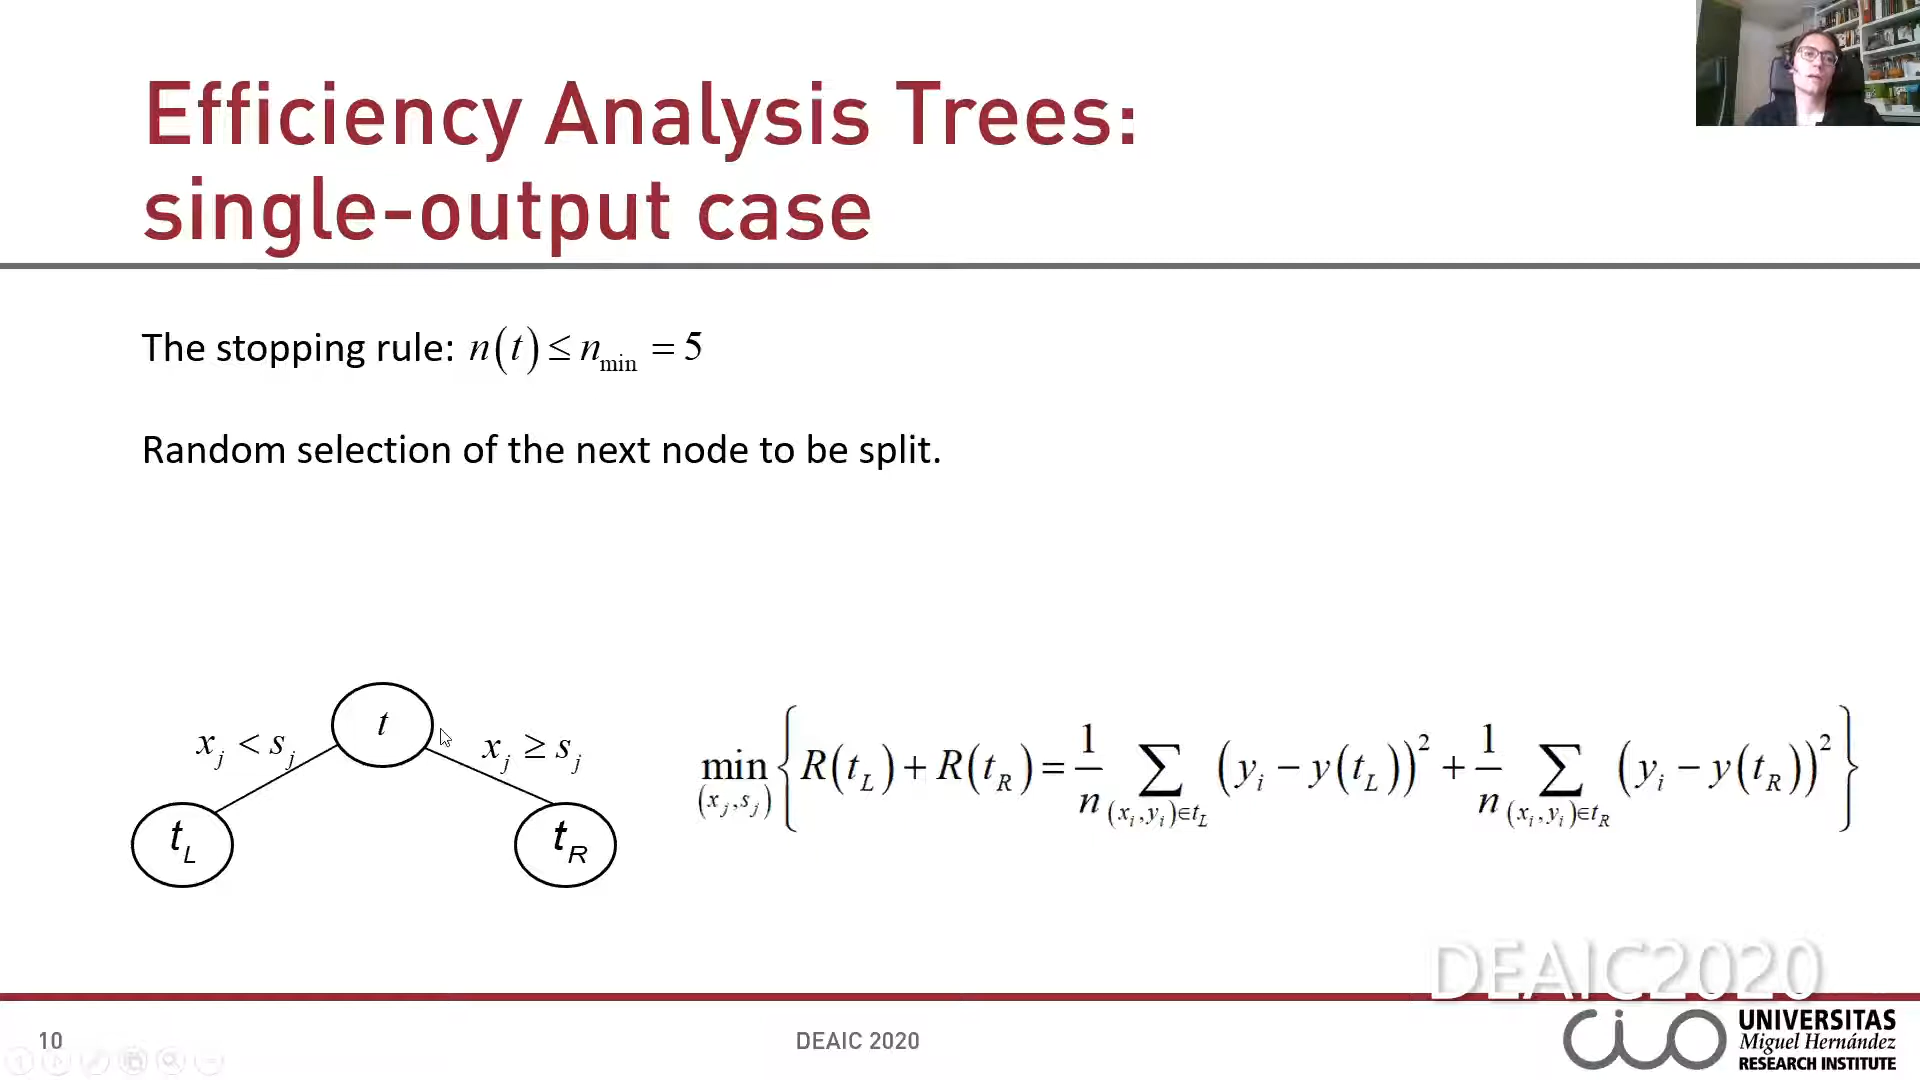 Efficiency Analysis Trees:
single-output case
The stopping rule: n(t) ≤ n_min = 5
Random selection of the next node to be split.
t
x_j < s_j
x_j ≥ s_j
t_L
t_R
min_(x_j,s_j) { R(t_L) + R(t_R) = 1/n ∑_(x_i,y_i)∈t_L (y_i − y(t_L))^2 + 1/n ∑_(x_i,y_i)∈t_R (y_i − y(t_R))^2 }
DEAIC2020
10
DEAIC 2020
cio
UNIVERSITAS
Miguel Hernández
RESEARCH INSTITUTE